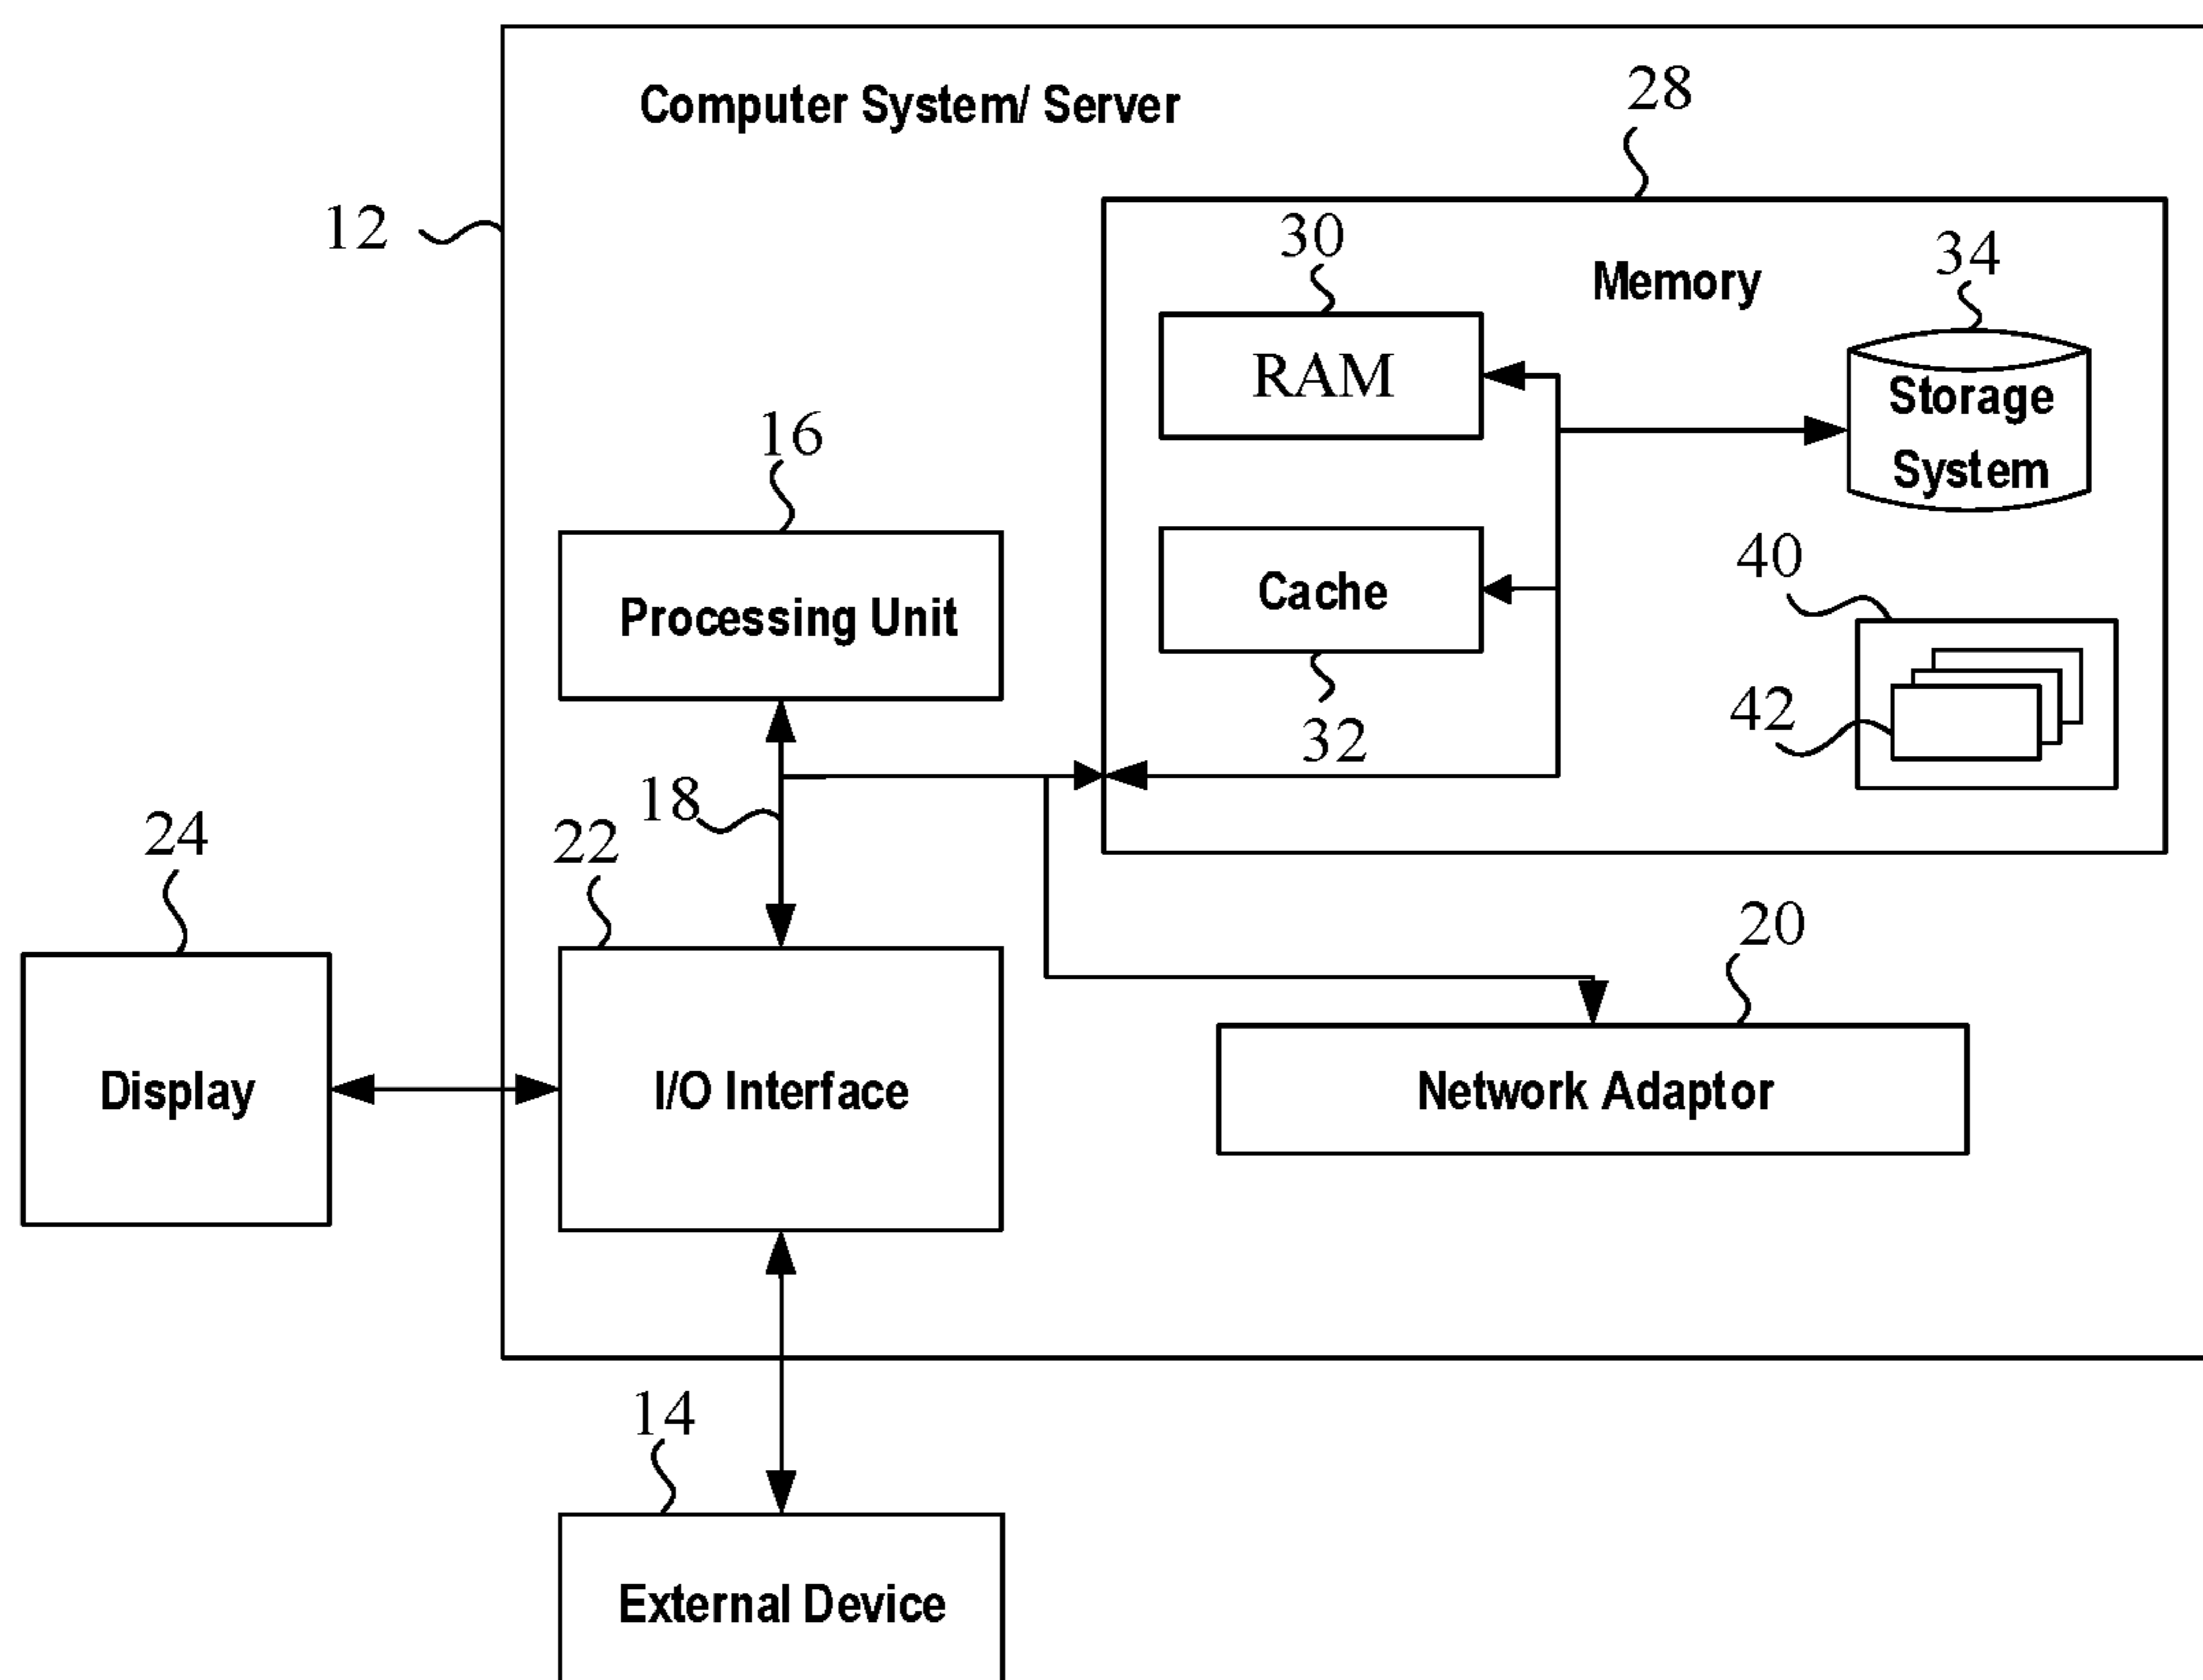 Computer System/ Server
28
12
30
Memory
34
RAM
Storage
System
16
Processing Unit
Cache
40
42
32
18
22
24
20
Display
I/O Interface
Network Adaptor
14
External Device